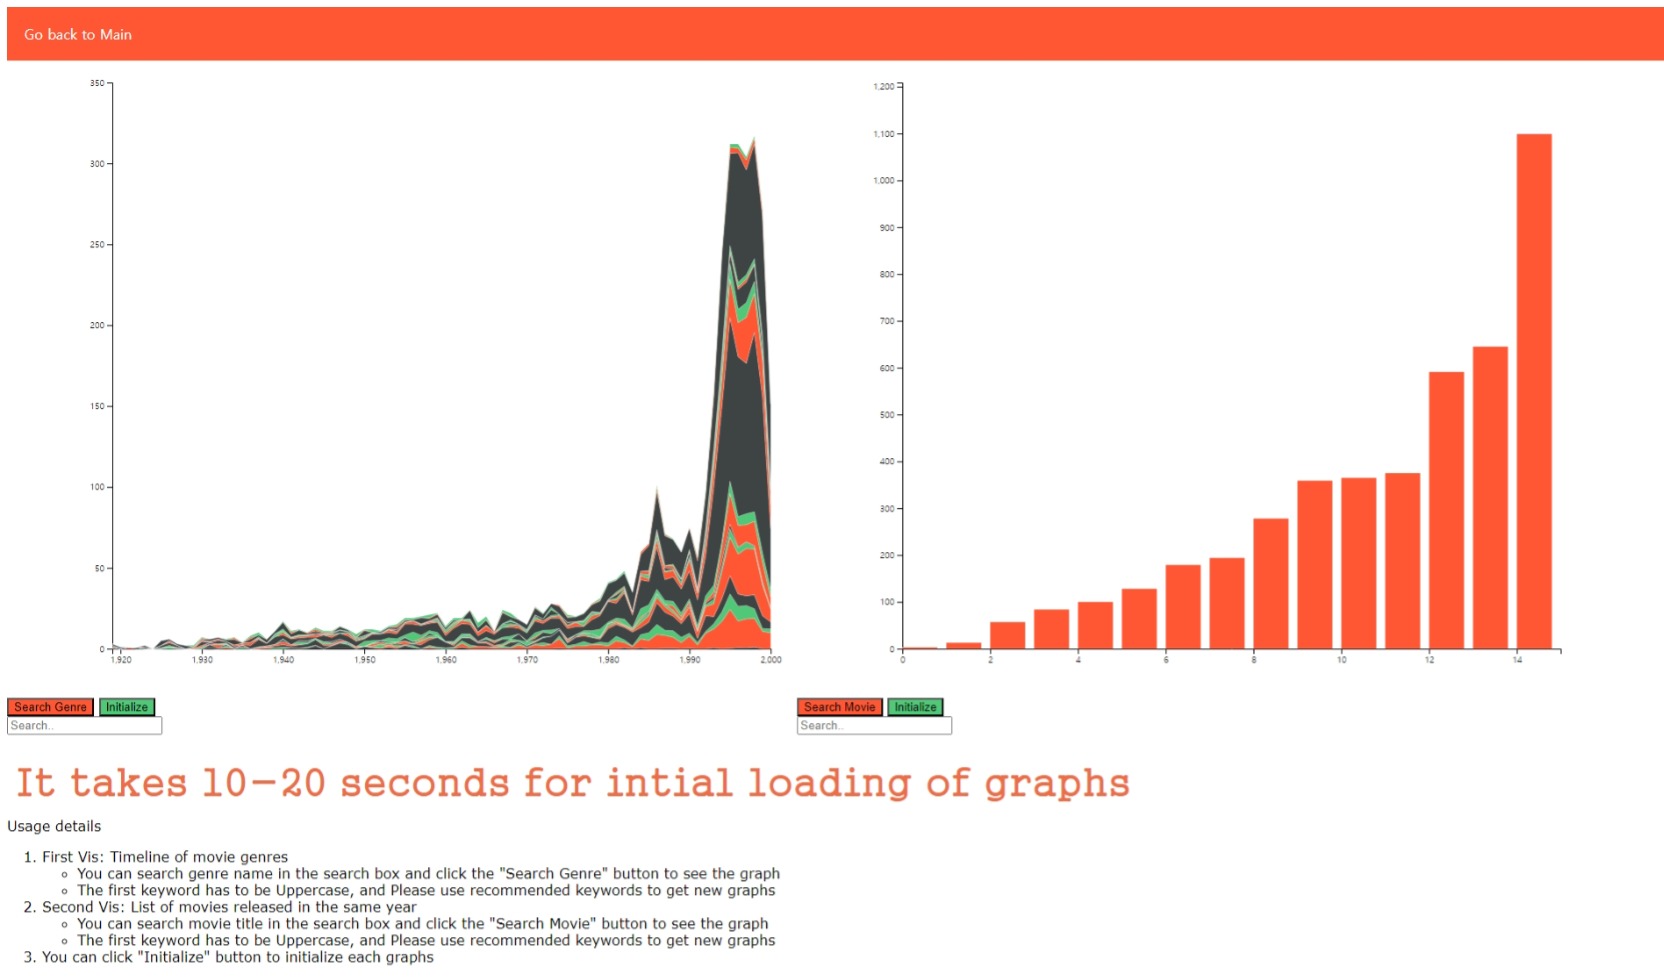 Go back to Main
350
300
250
200
150
100
50
0
1,920 1,930 1,940 1,950 1,960 1,970 1,980 1,990 2,000
1,200
1,100
1,000
900
800
700
600
500
400
300
200
100
0
0 2 4 6 8 10 12 14
Search Genre Initialize
Search..
Search Movie Initialize
Search..
It takes 10-20 seconds for intial loading of graphs
Usage details
1. First Vis: Timeline of movie genres
◦ You can search genre name in the search box and click the "Search Genre" button to see the graph
◦ The first keyword has to be Uppercase, and Please use recommended keywords to get new graphs
2. Second Vis: List of movies released in the same year
◦ You can search movie title in the search box and click the "Search Movie" button to see the graph
◦ The first keyword has to be Uppercase, and Please use recommended keywords to get new graphs
3. You can click "Initialize" button to initialize each graphs